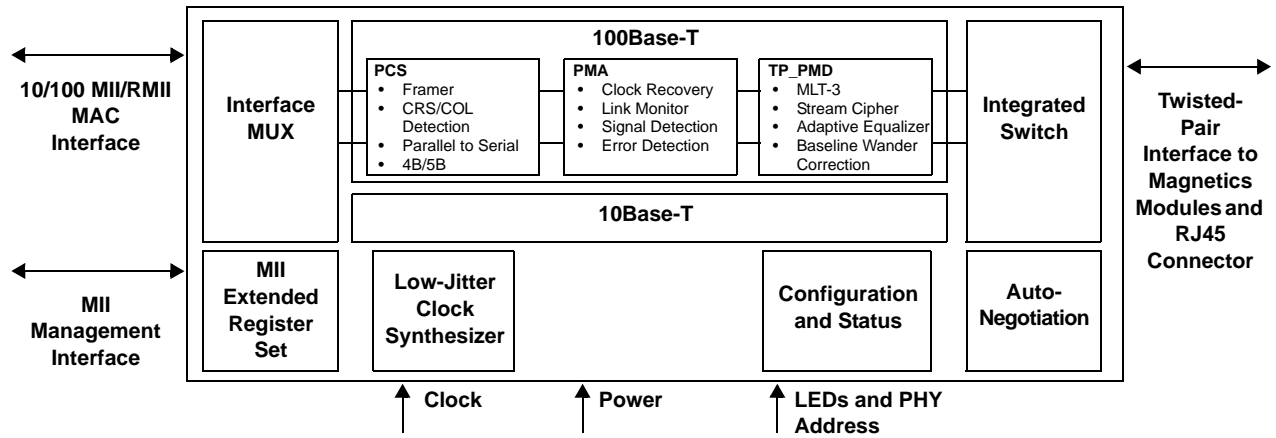 100Base-T
10/100 MII/RMII
MAC
Interface
Interface
MUX
PCS
• Framer
• CRS/COL
Detection
• Parallel to Serial
• 4B/5B
PMA
• Clock Recovery
• Link Monitor
• Signal Detection
• Error Detection
TP_PMD
• MLT-3
• Stream Cipher
• Adaptive Equalizer
• Baseline Wander
Correction
Integrated
Switch
Twisted-
Pair
Interface to
Magnetics
Modules and
RJ45
Connector
10Base-T
MII
Management
Interface
MII
Extended
Register
Set
Low-Jitter
Clock
Synthesizer
Configuration
and Status
Auto-
Negotiation
Clock
Power
LEDs and PHY
Address